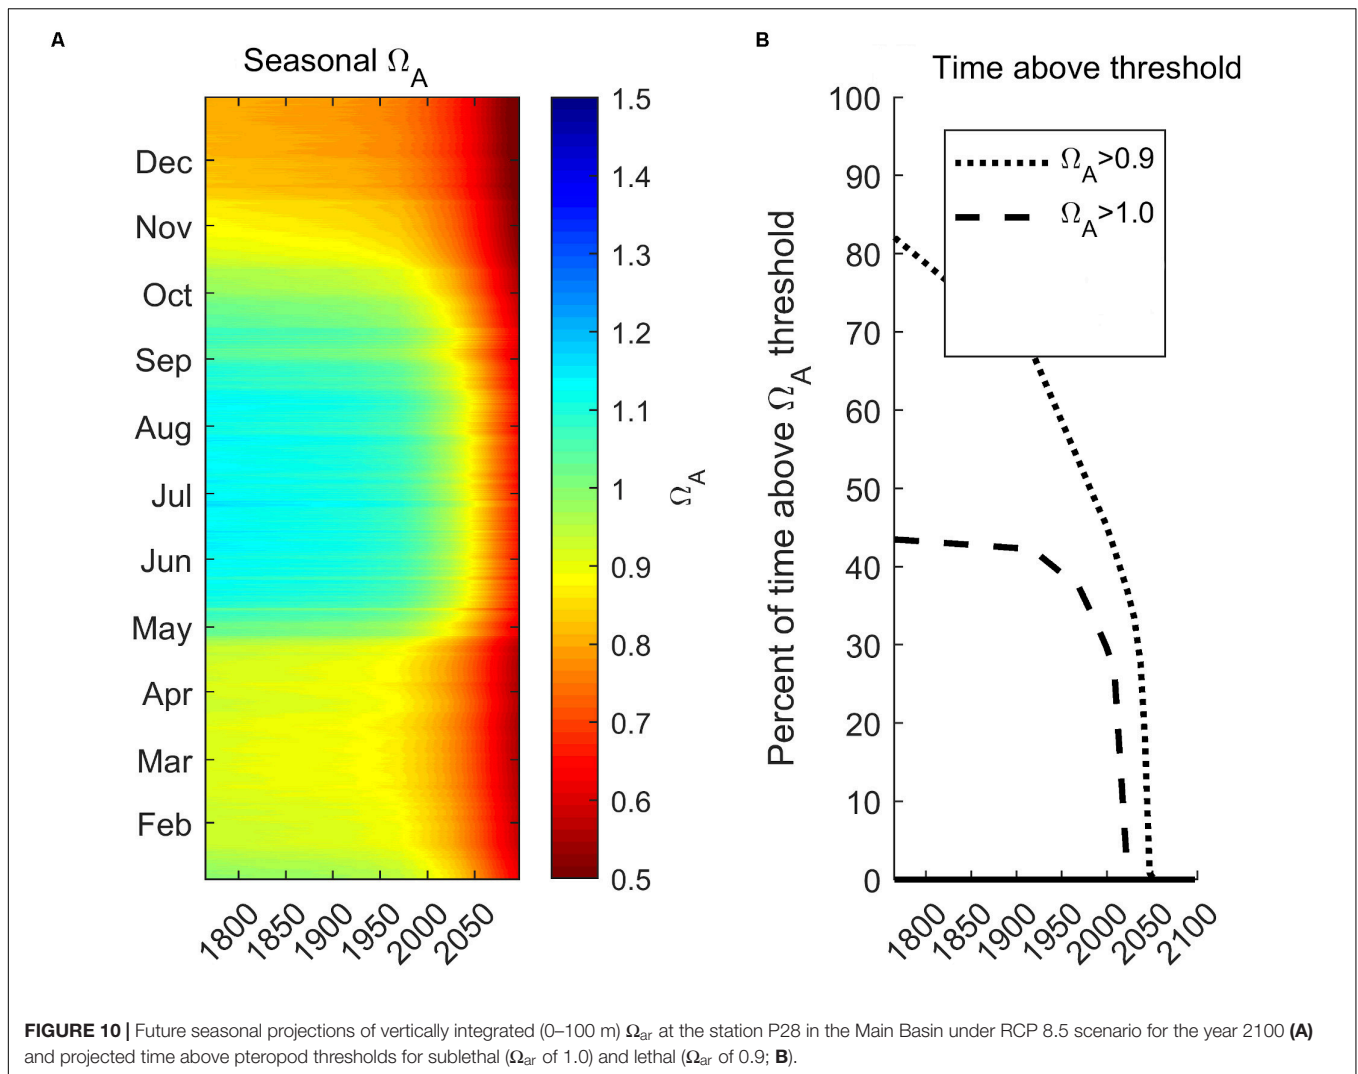 A
Seasonal Ω_A
Dec
Nov
Oct
Sep
Aug
Jul
Jun
May
Apr
Mar
Feb
1800 1850 1900 1950 2000 2050
1.5
1.4
1.3
1.2
1.1
1
0.9
0.8
0.7
0.6
0.5
Ω_A
B
Time above threshold
Percent of time above Ω_A threshold
100
90
80
70
60
50
40
30
20
10
0
Ω_A>0.9
Ω_A>1.0
1800 1850 1900 1950 2000 2050 2100
FIGURE 10 | Future seasonal projections of vertically integrated (0–100 m) Ωar at the station P28 in the Main Basin under RCP 8.5 scenario for the year 2100 (A)
and projected time above pteropod thresholds for sublethal (Ωar of 1.0) and lethal (Ωar of 0.9; B).